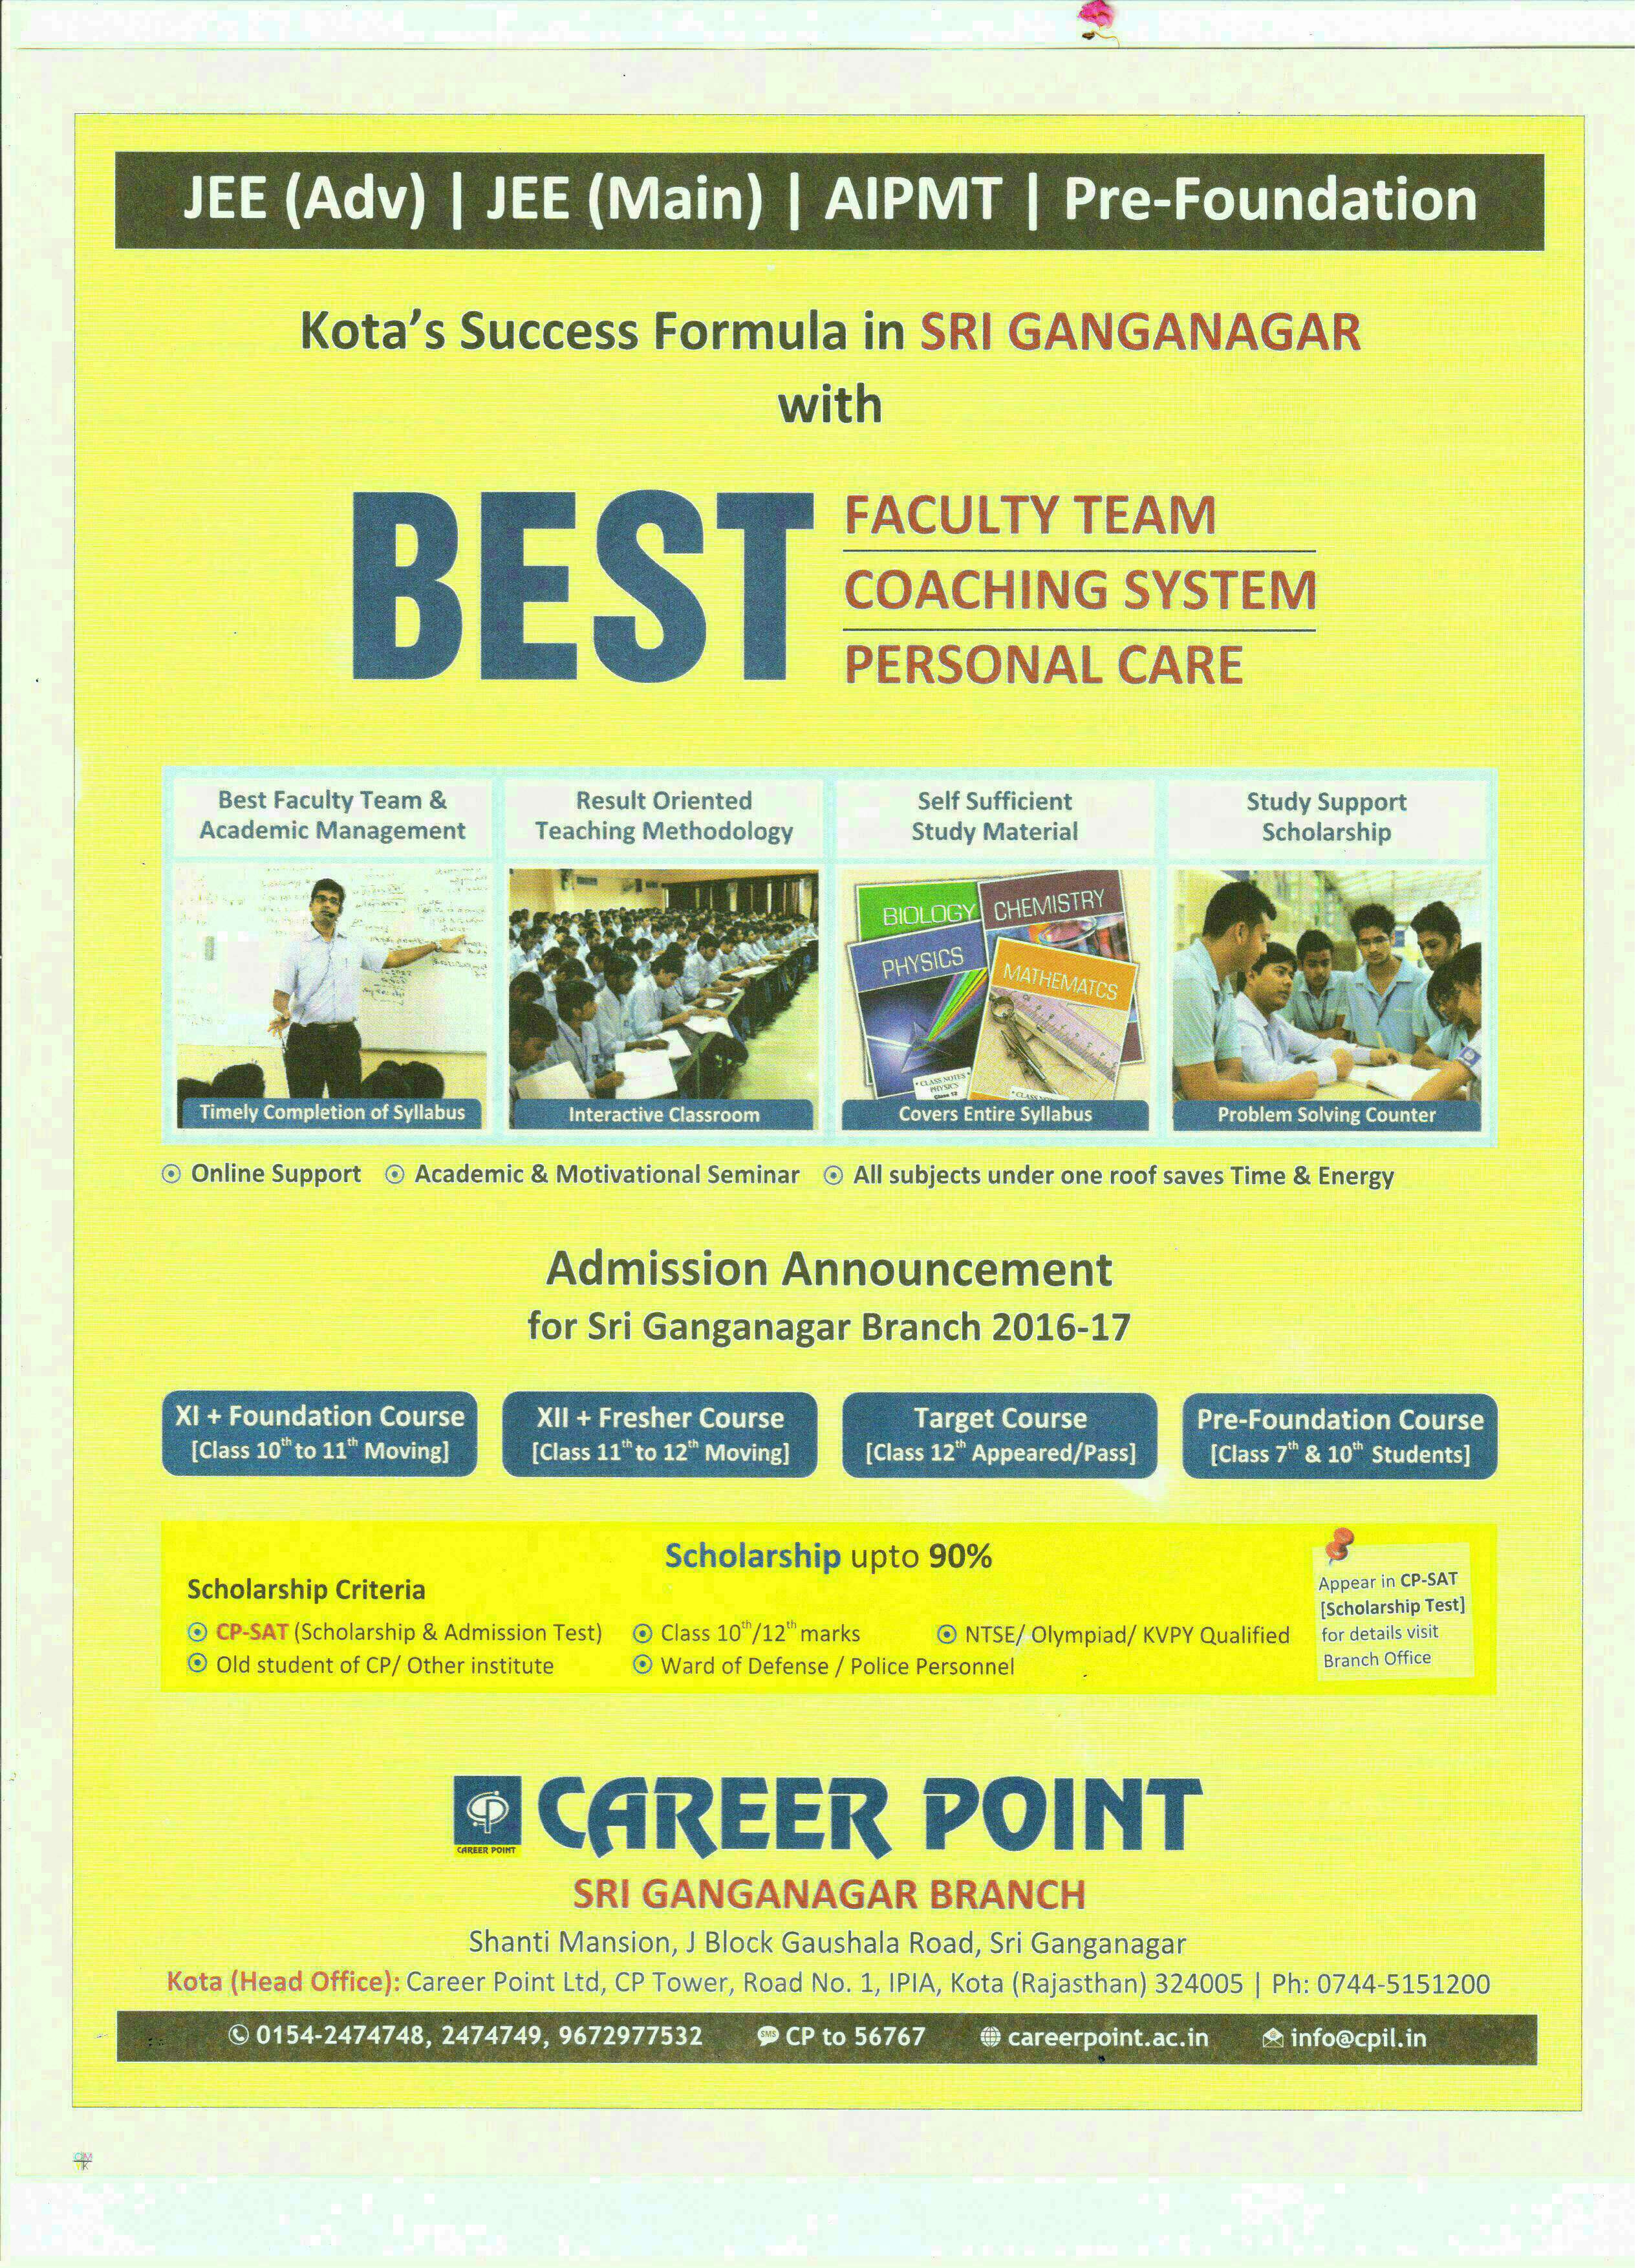 JEE (Adv) | JEE (Main) | AIPMT | Pre-Foundation
Kota's Success Formula in SRI GANGANAGAR
with
BEST
FACULTY TEAM
COACHING SYSTEM
PERSONAL CARE
Best Faculty Team &
Academic Management
Result Oriented
Teaching Methodology
Self Sufficient
Study Material
Study Support
Scholarship
BIOLOGY
CHEMISTRY
PHYSICS
MATHEMATCS
* CLASS NOTES *
PHYSICS
Class 12
Timely Completion of Syllabus
Interactive Classroom
Covers Entire Syllabus
Problem Solving Counter
Online Support
Academic & Motivational Seminar
All subjects under one roof saves Time & Energy
Admission Announcement
for Sri Ganganagar Branch 2016-17
XI + Foundation Course
[Class 10th to 11th Moving]
XII + Fresher Course
[Class 11th to 12th Moving]
Target Course
[Class 12th Appeared/Pass]
Pre-Foundation Course
[Class 7th & 10th Students]
Scholarship upto 90%
Scholarship Criteria
CP-SAT (Scholarship & Admission Test)
Class 10th/12th marks
NTSE/ Olympiad/ KVPY Qualified
Old student of CP/ Other institute
Ward of Defense / Police Personnel
Appear in CP-SAT
[Scholarship Test]
for details visit
Branch Office
CAREER POINT
CAREER POINT
SRI GANGANAGAR BRANCH
Shanti Mansion, J Block Gaushala Road, Sri Ganganagar
Kota (Head Office): Career Point Ltd, CP Tower, Road No. 1, IPIA, Kota (Rajasthan) 324005 | Ph: 0744-5151200
0154-2474748, 2474749, 9672977532
SMS CP to 56767
careerpoint.ac.in
info@cpil.in